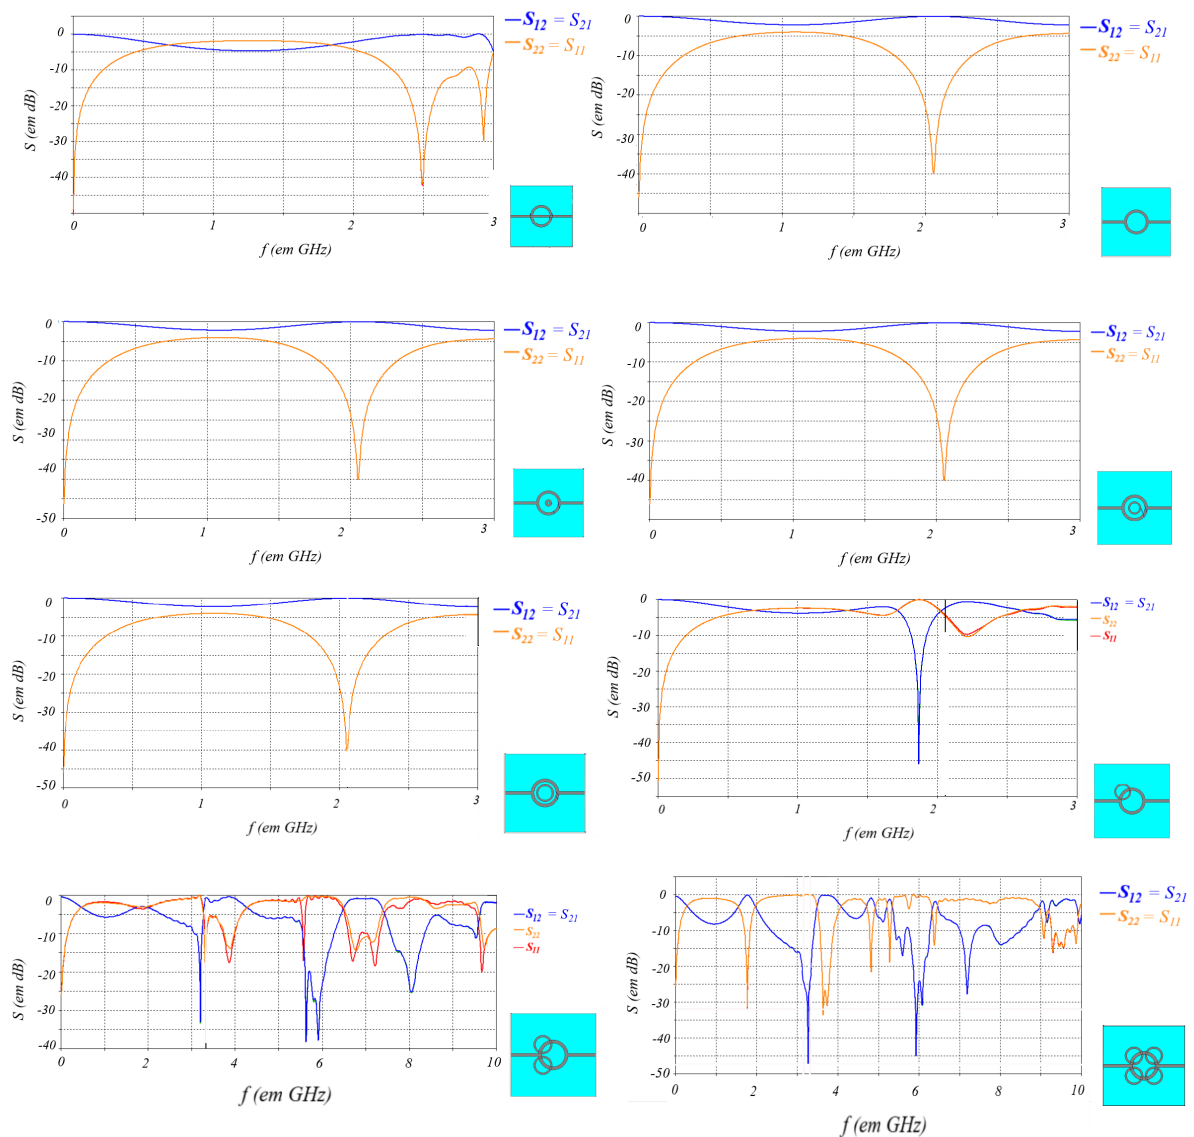 S12 = S21
S22 = S11
0
-10
-20
-30
-40
S (em dB)
0
1
2
3
f (em GHz)
S12 = S21
S22 = S11
0
-10
-20
-30
-40
S (em dB)
0
1
2
3
f (em GHz)
S12 = S21
S22 = S11
0
-10
-20
-30
-40
-50
S (em dB)
0
1
2
3
f (em GHz)
S12 = S21
S22 = S11
0
-10
-20
-30
-40
S (em dB)
0
1
2
3
f (em GHz)
S12 = S21
S22 = S11
0
-10
-20
-30
-40
-50
S (em dB)
0
1
2
3
f (em GHz)
S12 = S21
S22
S11
0
-10
-20
-30
-40
-50
S (em dB)
0
1
2
3
f (em GHz)
S12 = S21
S22
S11
0
-10
-20
-30
-40
S (em dB)
0
2
4
6
8
10
f (em GHz)
S12 = S21
S22 = S11
0
-10
-20
-30
-40
-50
S (em dB)
0
2
4
6
8
10
f (em GHz)